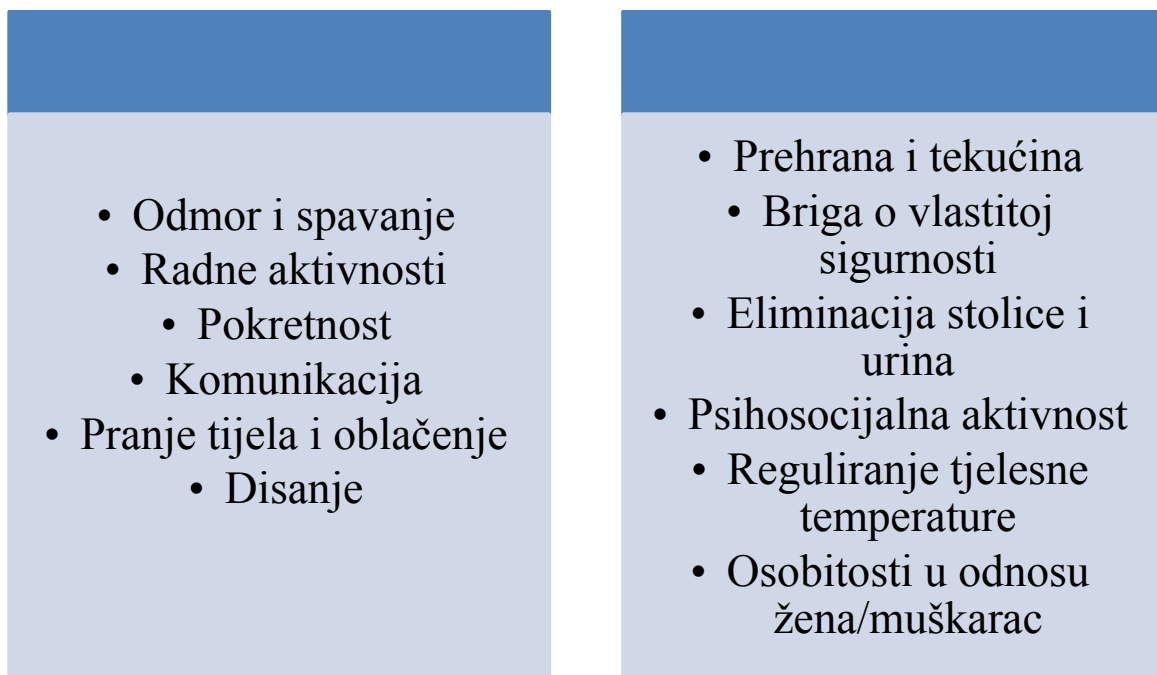 • Odmor i spavanje
• Radne aktivnosti
• Pokretnost
• Komunikacija
• Pranje tijela i oblačenje
• Disanje
• Prehrana i tekućina
• Briga o vlastitoj
sigurnosti
• Eliminacija stolice i
urina
• Psihosocijalna aktivnost
• Reguliranje tjelesne
temperature
• Osobitosti u odnosu
žena/muškarac